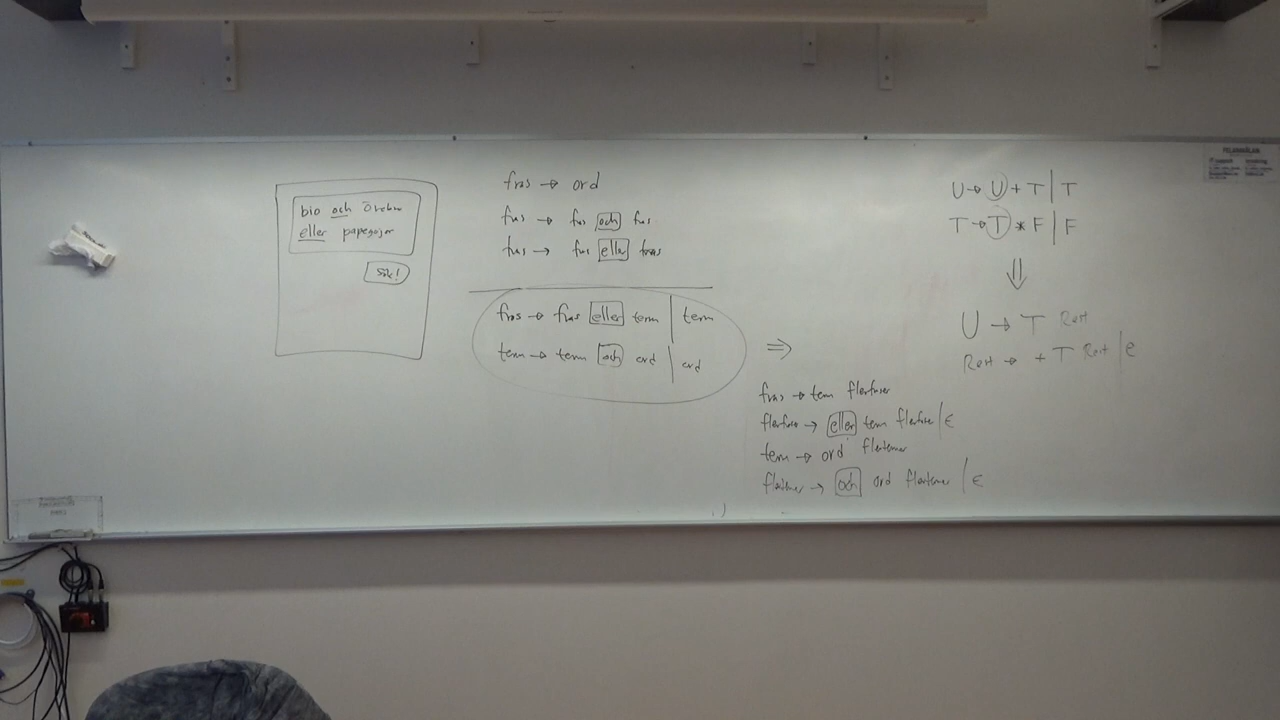 bio och Örebro
eller papegojor
Sök!
fras → ord
fras → fras och fras
fras → fras eller fras
fras → fras eller term | term
term → term och ord | ord
⇒
fras → term flerfraser
flerfraser → eller term flerfraser | ε
term → ord flertermer
flertermer → och ord flertermer | ε
U → U + T | T
T → T * F | F
⇓
U → T Rest
Rest → + T Rest | ε